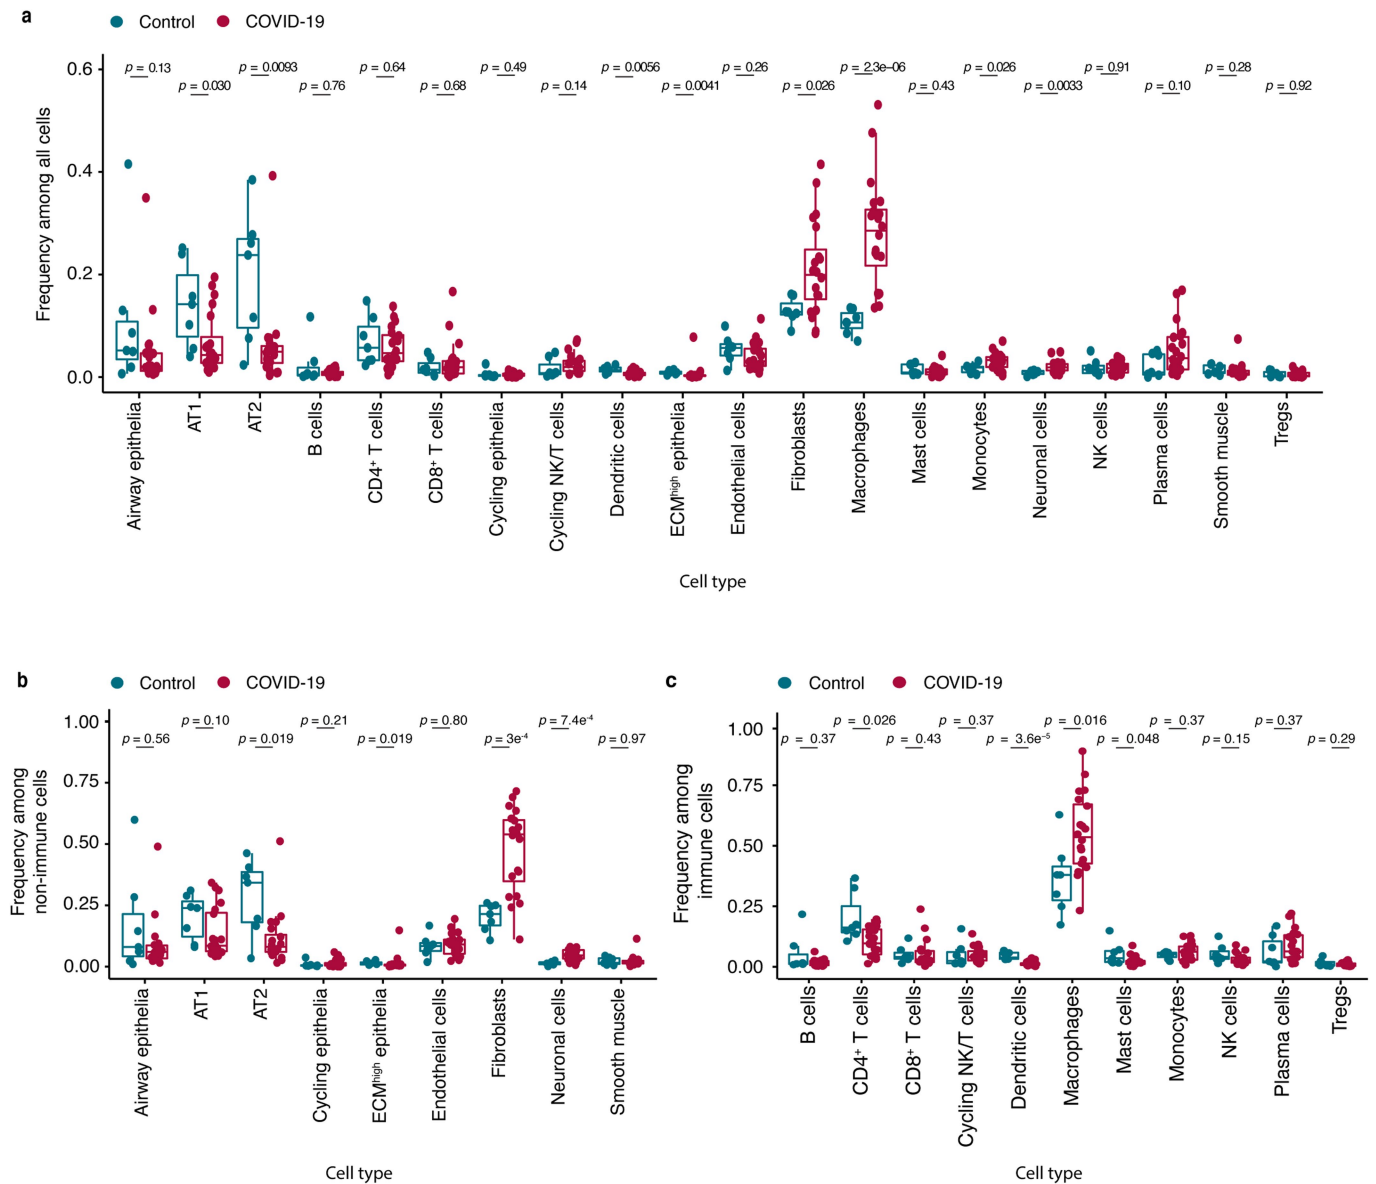 a
Control COVID-19
p = 0.13 p = 0.0093 p = 0.64 p = 0.49 p = 0.0056 p = 0.26 p = 2.3e–06 p = 0.026 p = 0.91 p = 0.28
p = 0.030 p = 0.76 p = 0.68 p = 0.14 p = 0.0041 p = 0.026 p = 0.43 p = 0.0033 p = 0.10 p = 0.92
Frequency among all cells
0.6
0.4
0.2
0.0
Airway epithelia
AT1
AT2
B cells
CD4⁺ T cells
CD8⁺ T cells
Cycling epithelia
Cycling NK/T cells
Dendritic cells
ECMʰⁱᵍʰ epithelia
Endothelial cells
Fibroblasts
Macrophages
Mast cells
Monocytes
Neuronal cells
NK cells
Plasma cells
Smooth muscle
Tregs
Cell type
b
Control COVID-19
p = 0.10 p = 0.21 p = 0.80 p = 7.4e⁻⁴
p = 0.56 p = 0.019 p = 0.019 p = 3e⁻⁴ p = 0.97
Frequency among
non-immune cells
1.00
0.75
0.50
0.25
0.00
Airway epithelia
AT1
AT2
Cycling epithelia
ECMʰⁱᵍʰ epithelia
Endothelial cells
Fibroblasts
Neuronal cells
Smooth muscle
Cell type
c
Control COVID-19
p = 0.026 p = 0.37 p = 0.016 p = 0.37 p = 0.37
p = 0.37 p = 0.43 p = 3.6e⁻⁵ p = 0.048 p = 0.15 p = 0.29
Frequency among
immune cells
1.00
0.75
0.50
0.25
0.00
B cells
CD4⁺ T cells
CD8⁺ T cells
Cycling NK/T cells
Dendritic cells
Macrophages
Mast cells
Monocytes
NK cells
Plasma cells
Tregs
Cell type